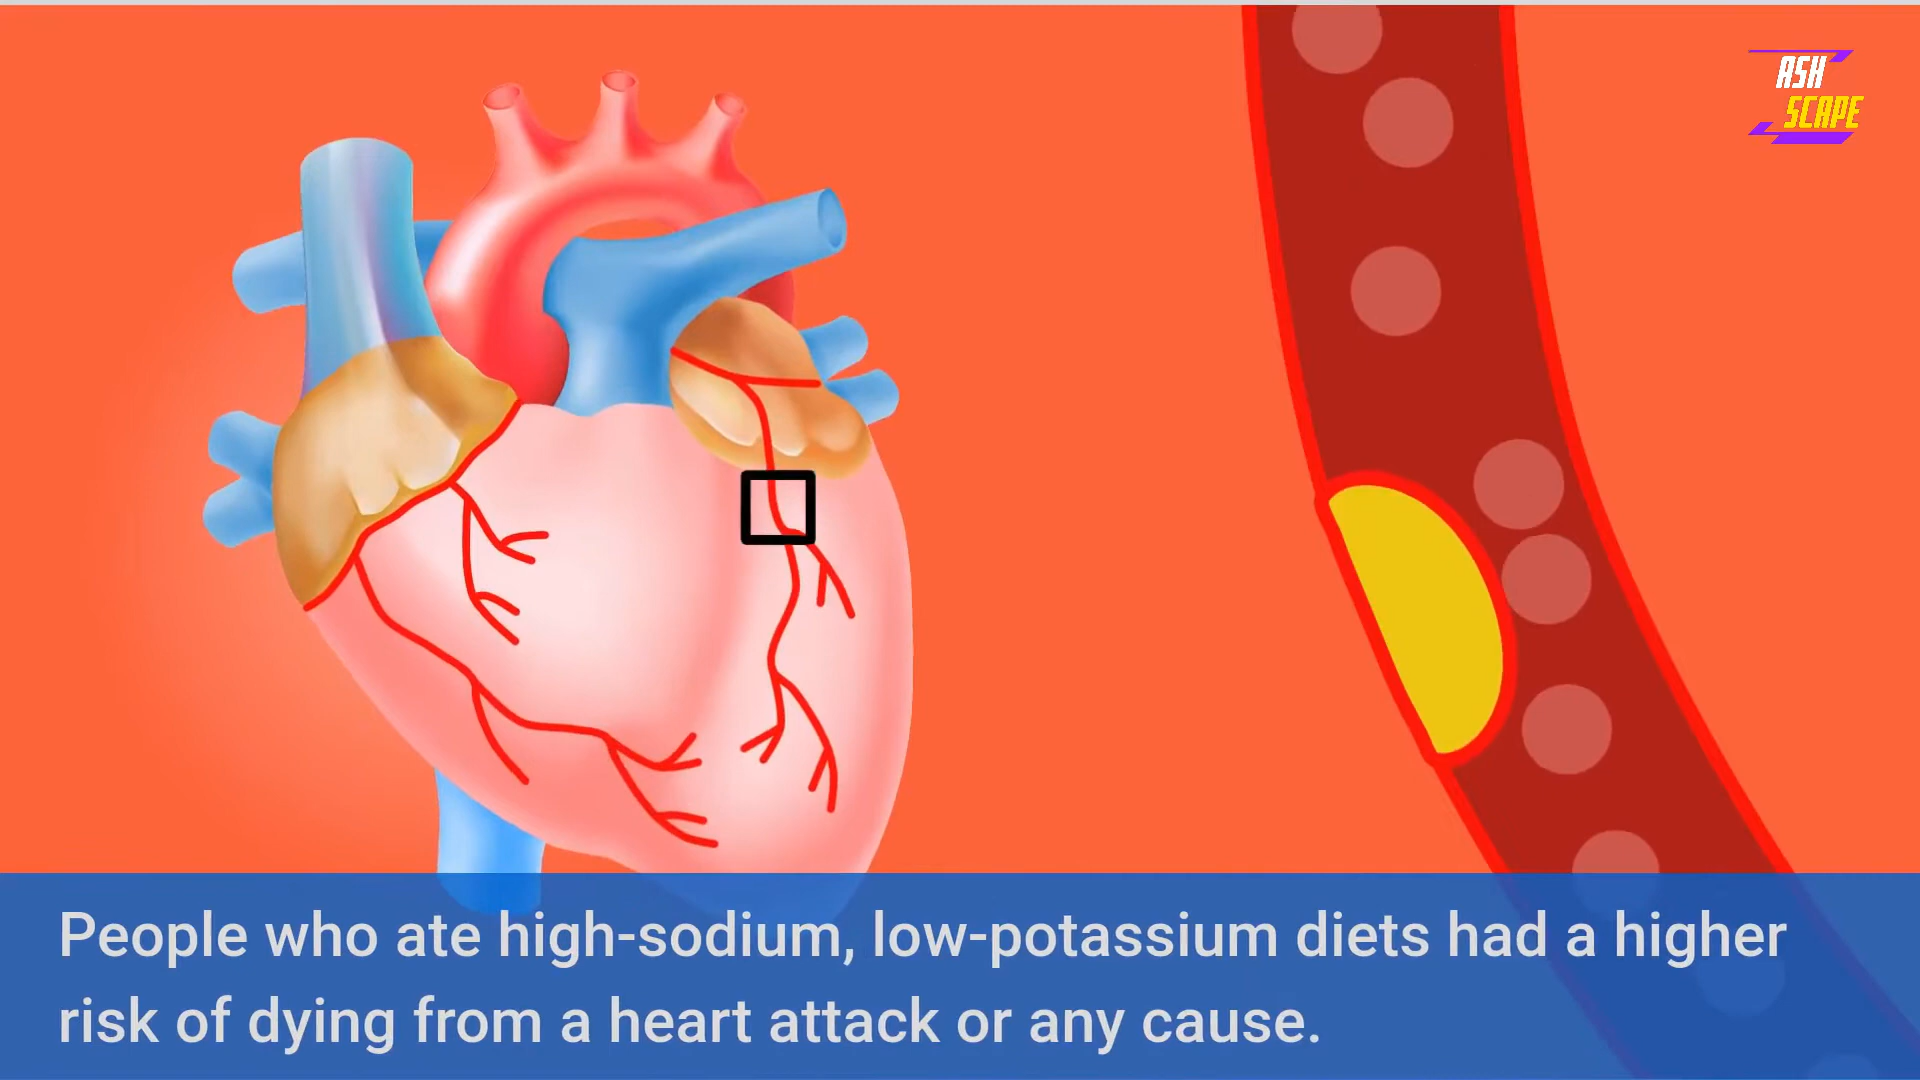 ASH
SCAPE
People who ate high-sodium, low-potassium diets had a higher
risk of dying from a heart attack or any cause.